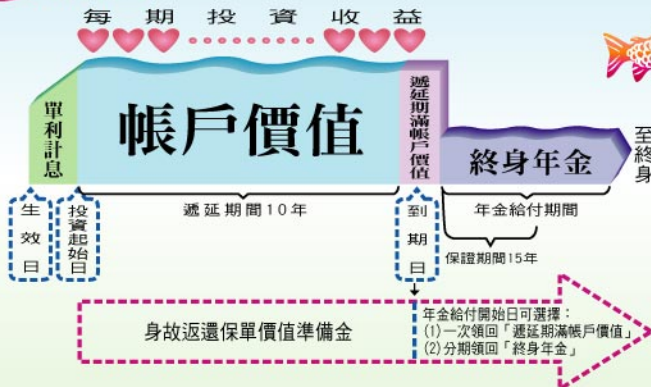 每期投資..........收益
單利計息
帳戶價值
遞延期滿帳戶價值
終身年金
至終身
生效日
投資起始日
遞延期間10年
到期日
年金給付期間
保證期間15年
身故返還保單價值準備金
年金給付開始日可選擇：
(1)一次領回「遞延期滿帳戶價值」
(2)分期領回「終身年金」